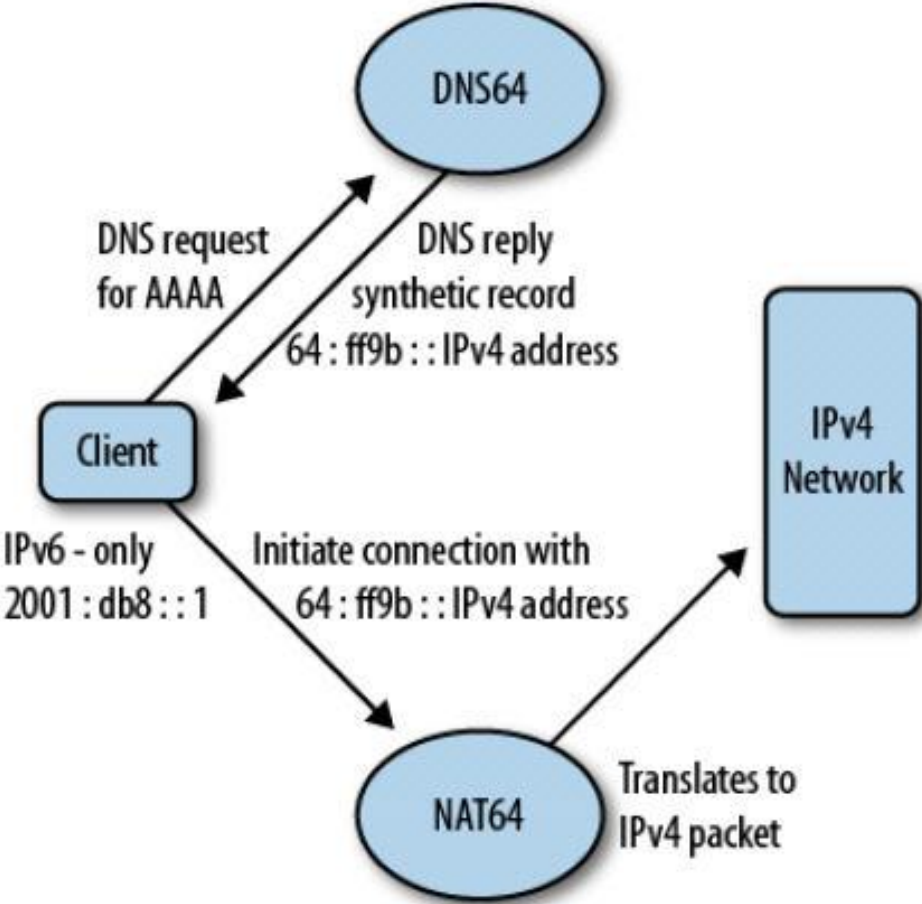 DNS64
DNS request
for AAAA
DNS reply
synthetic record
64 : ff9b : : IPv4 address
Client
IPv4
Network
IPv6 - only
2001 : db8 : : 1
Initiate connection with
64 : ff9b : : IPv4 address
NAT64
Translates to
IPv4 packet